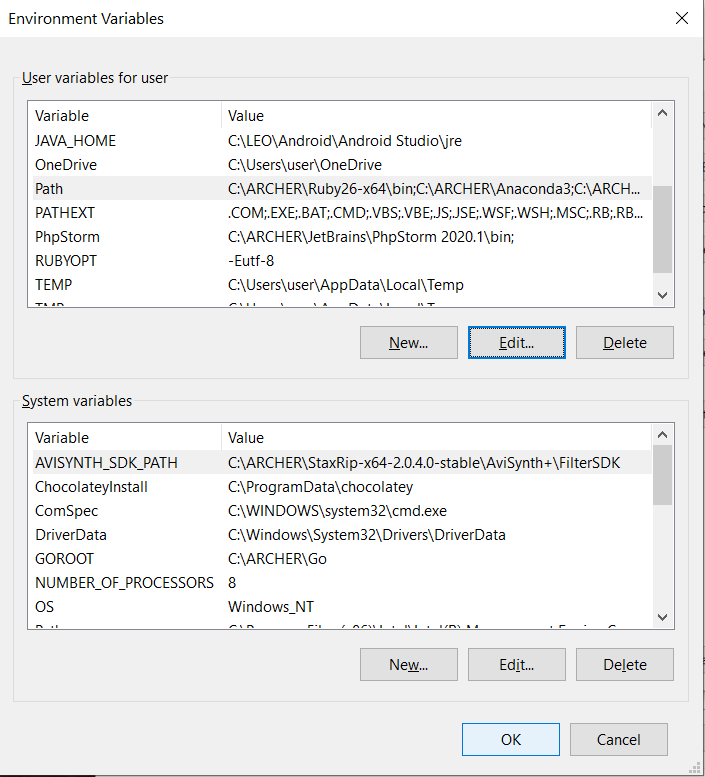 Environment Variables
User variables for user
Variable Value
JAVA_HOME C:\LEO\Android\Android Studio\jre
OneDrive C:\Users\user\OneDrive
Path C:\ARCHER\Ruby26-x64\bin;C:\ARCHER\Anaconda3;C:\ARCH...
PATHEXT .COM;.EXE;.BAT;.CMD;.VBS;.VBE;.JS;.JSE;.WSF;.WSH;.MSC;.RB;.RB...
PhpStorm C:\ARCHER\JetBrains\PhpStorm 2020.1\bin;
RUBYOPT -Eutf-8
TEMP C:\Users\user\AppData\Local\Temp
New... Edit... Delete
System variables
Variable Value
AVISYNTH_SDK_PATH C:\ARCHER\StaxRip-x64-2.0.4.0-stable\AviSynth+\FilterSDK
ChocolateyInstall C:\ProgramData\chocolatey
ComSpec C:\WINDOWS\system32\cmd.exe
DriverData C:\Windows\System32\Drivers\DriverData
GOROOT C:\ARCHER\Go
NUMBER_OF_PROCESSORS 8
OS Windows_NT
New... Edit... Delete
OK Cancel